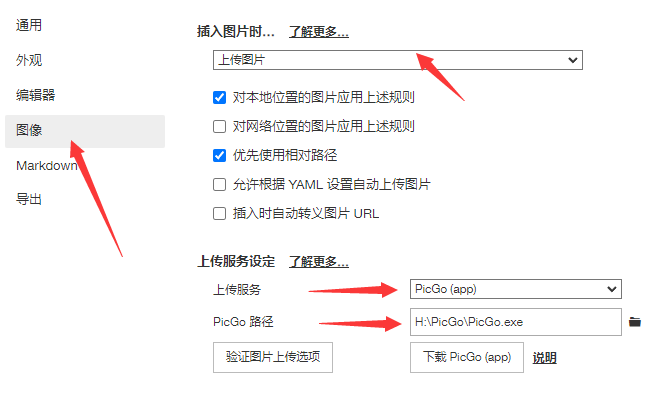 通用
外观
编辑器
图像
Markdown
导出
插入图片时... 了解更多...
上传图片
对本地位置的图片应用上述规则
对网络位置的图片应用上述规则
优先使用相对路径
允许根据 YAML 设置自动上传图片
插入时自动转义图片 URL
上传服务设定 了解更多...
上传服务 PicGo (app)
PicGo 路径 H:\PicGo\PicGo.exe
验证图片上传选项 下载 PicGo (app) 说明